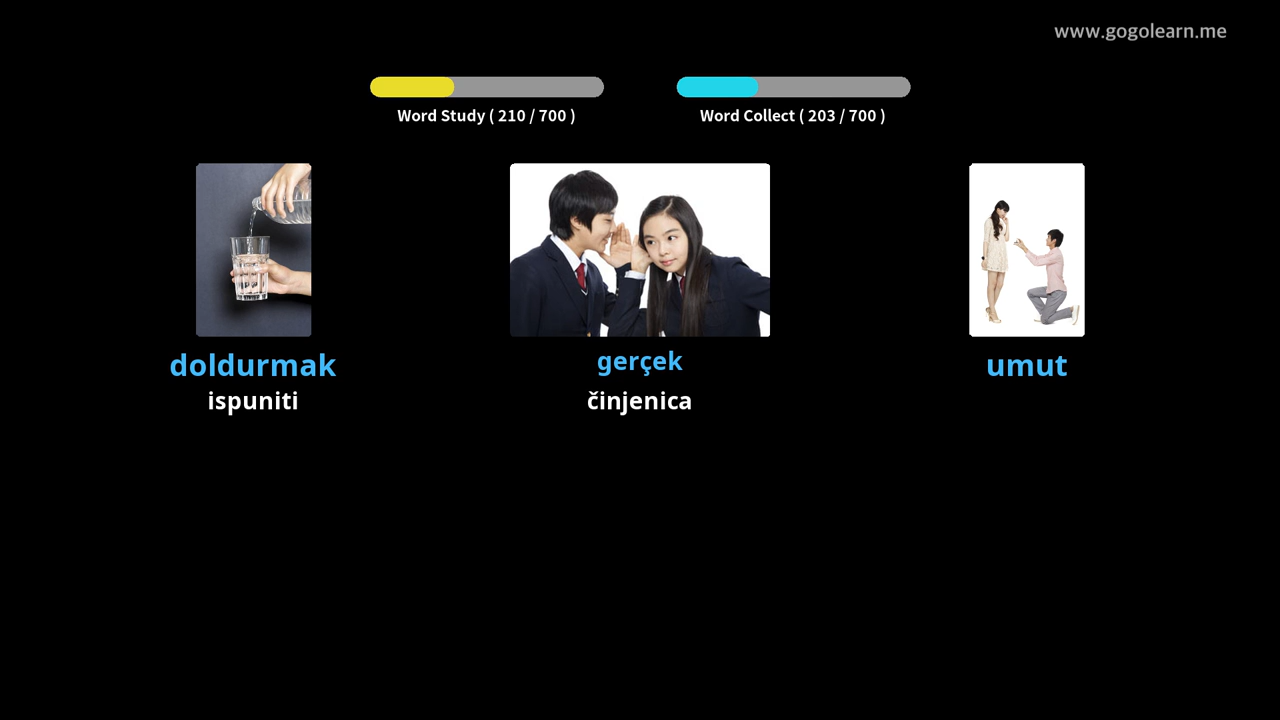 www.gogolearn.me
Word Study ( 210 / 700 )
Word Collect ( 203 / 700 )
doldurmak
ispuniti
gerçek
činjenica
umut